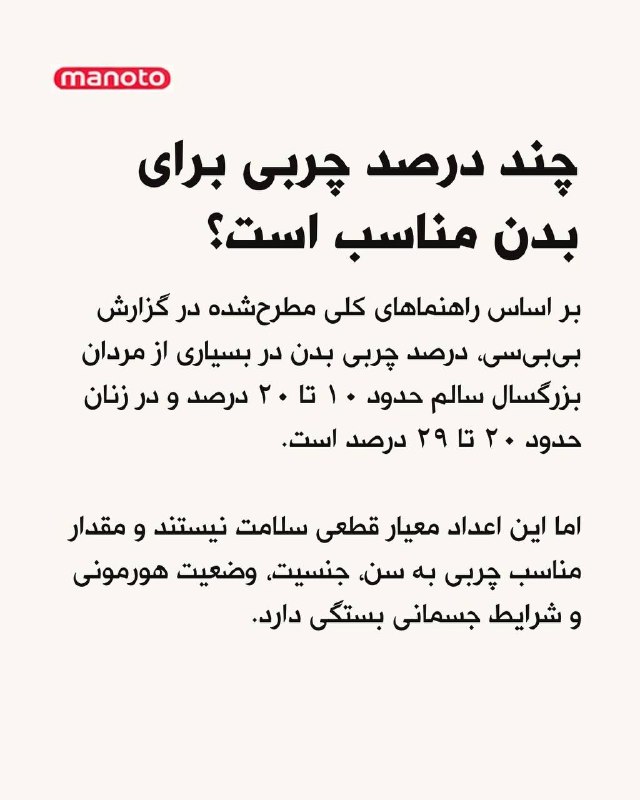 manoto
چند درصد چربی برای
بدن مناسب است؟
بر اساس راهنماهای کلی مطرح‌شده در گزارش
بی‌بی‌سی، درصد چربی بدن در بسیاری از مردان
بزرگسال سالم حدود ۱۰ تا ۲۰ درصد و در زنان
حدود ۲۰ تا ۲۹ درصد است.
اما این اعداد معیار قطعی سلامت نیستند و مقدار
مناسب چربی به سن، جنسیت، وضعیت هورمونی
و شرایط جسمانی بستگی دارد.